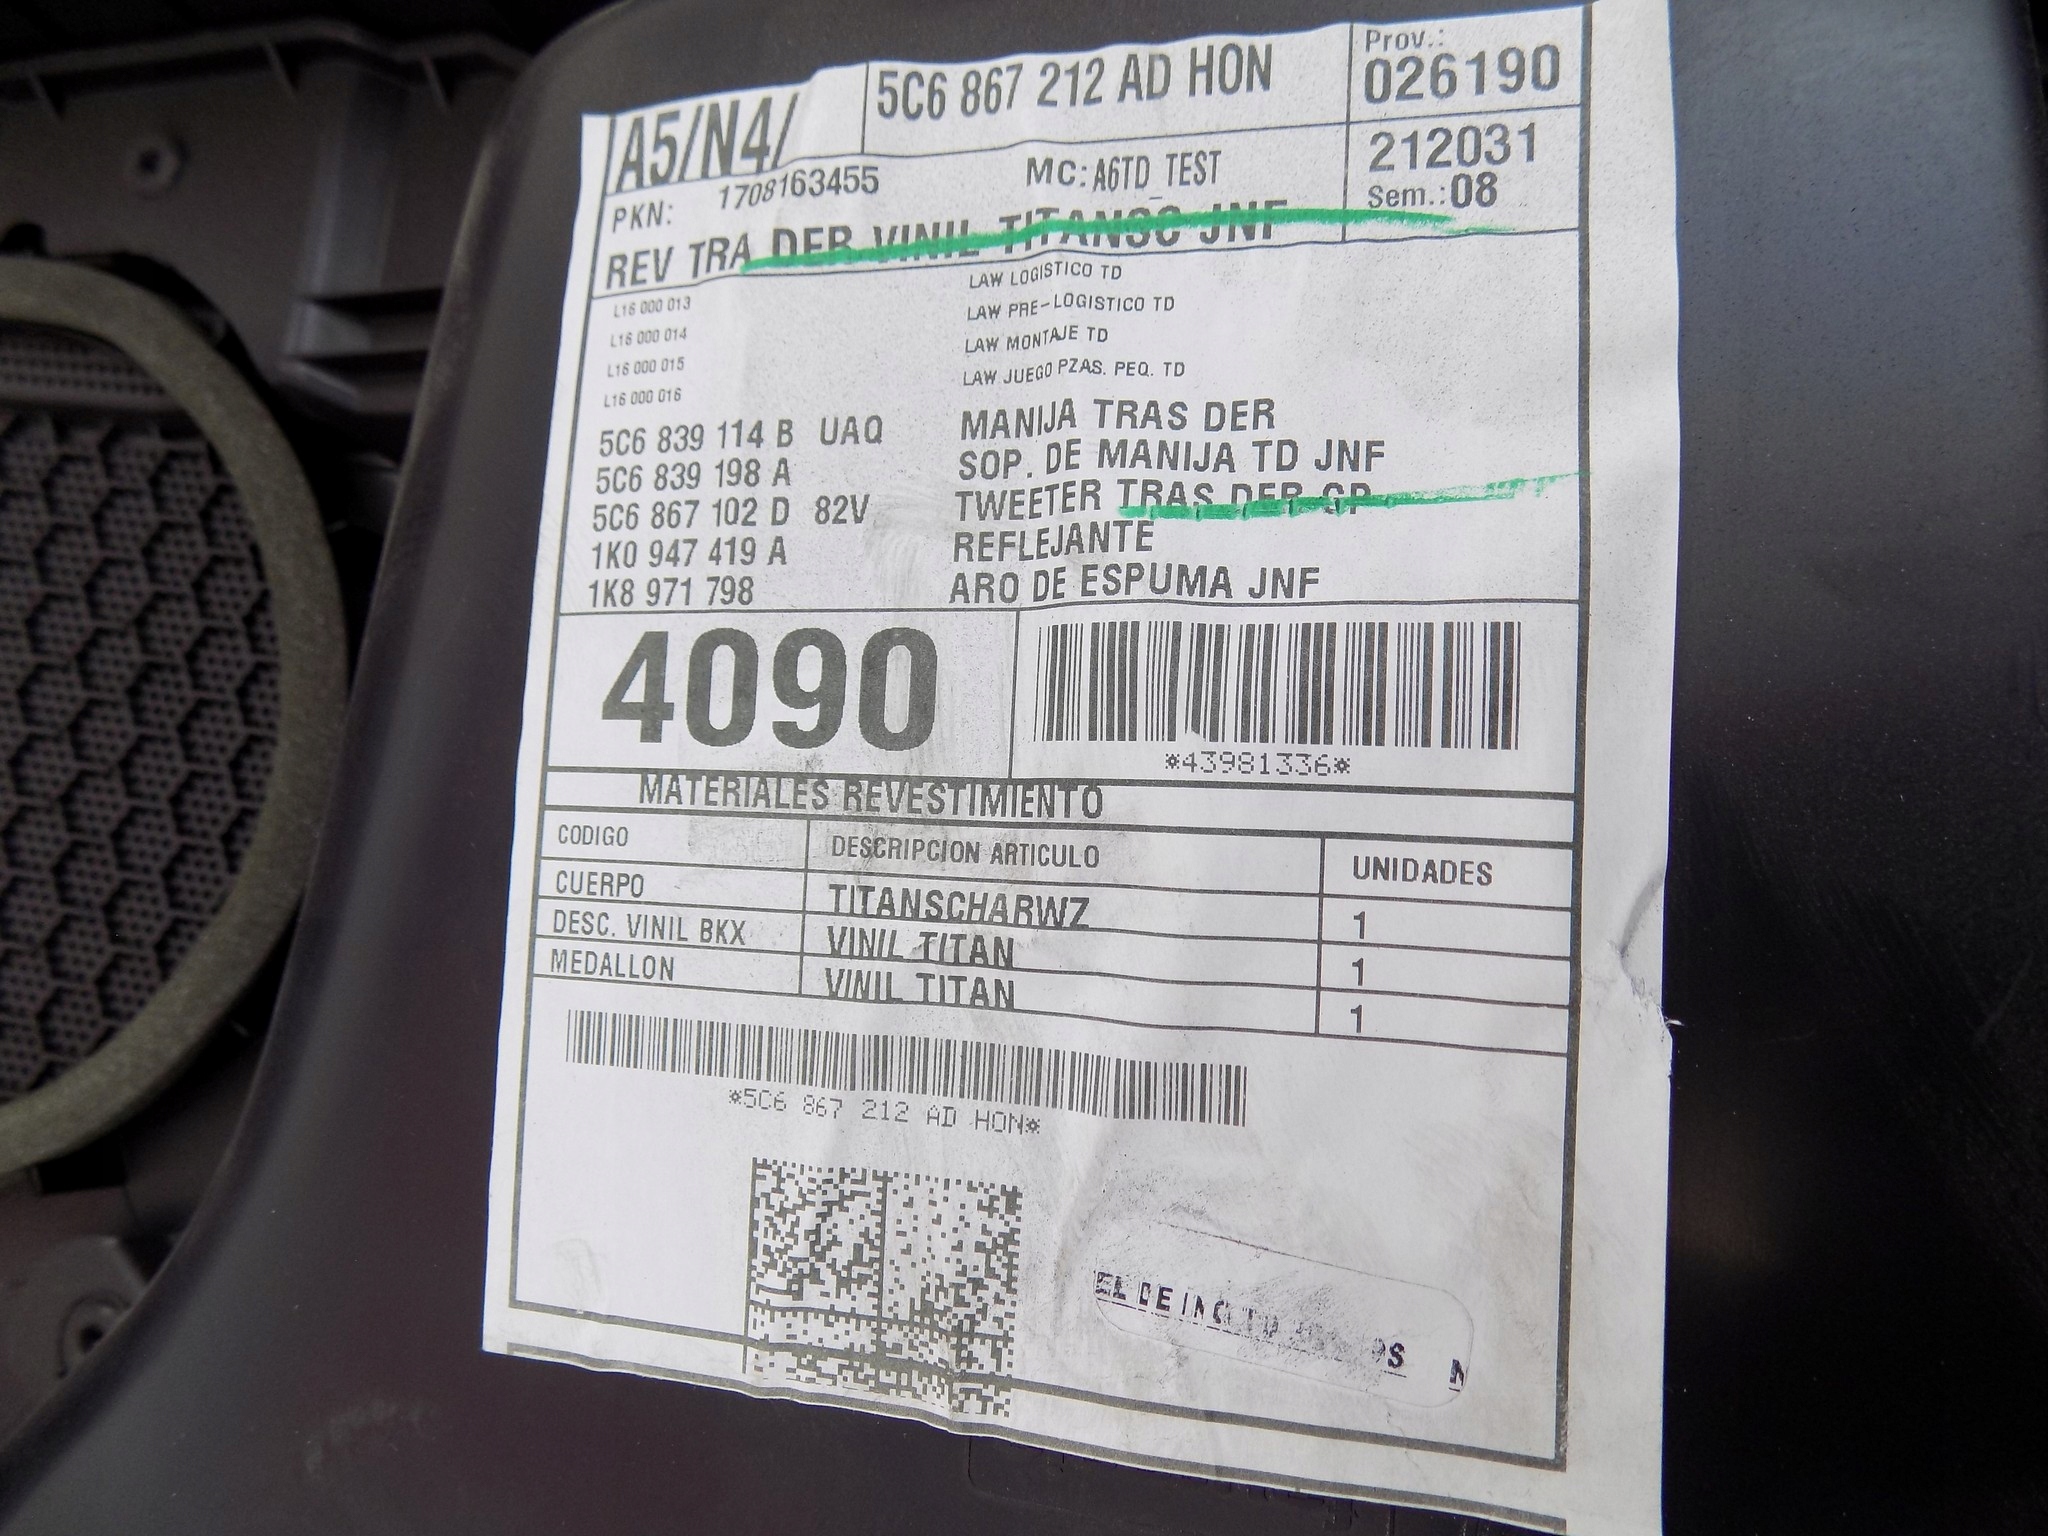 A5/N4/ 5C6 867 212 AD HON Prov.: 026190
PKN: 1708163455 MC: A6TD_TEST 212031
Sem.: 08
REV TRA DER VINIL TITANSC JNF
L16 000 013 LAW LOGISTICO TD
L16 000 014 LAW PRE-LOGISTICO TD
L16 000 015 LAW MONTAJE TD
L16 000 016 LAW JUEGO PZAS. PEQ. TD
5C6 839 114 B UAQ MANIJA TRAS DER
5C6 839 198 A SOP. DE MANIJA TD JNF
5C6 867 102 D 82V TWEETER TRAS DER GP
1K0 947 419 A REFLEJANTE
1K8 971 798 ARO DE ESPUMA JNF
4090
*43981336*
MATERIALES REVESTIMIENTO
CODIGO DESCRIPCION ARTICULO UNIDADES
CUERPO TITANSCHARWZ 1
DESC. VINIL BKX VINIL TITAN 1
MEDALLON VINIL TITAN 1
*5C6 867 212 AD HON*